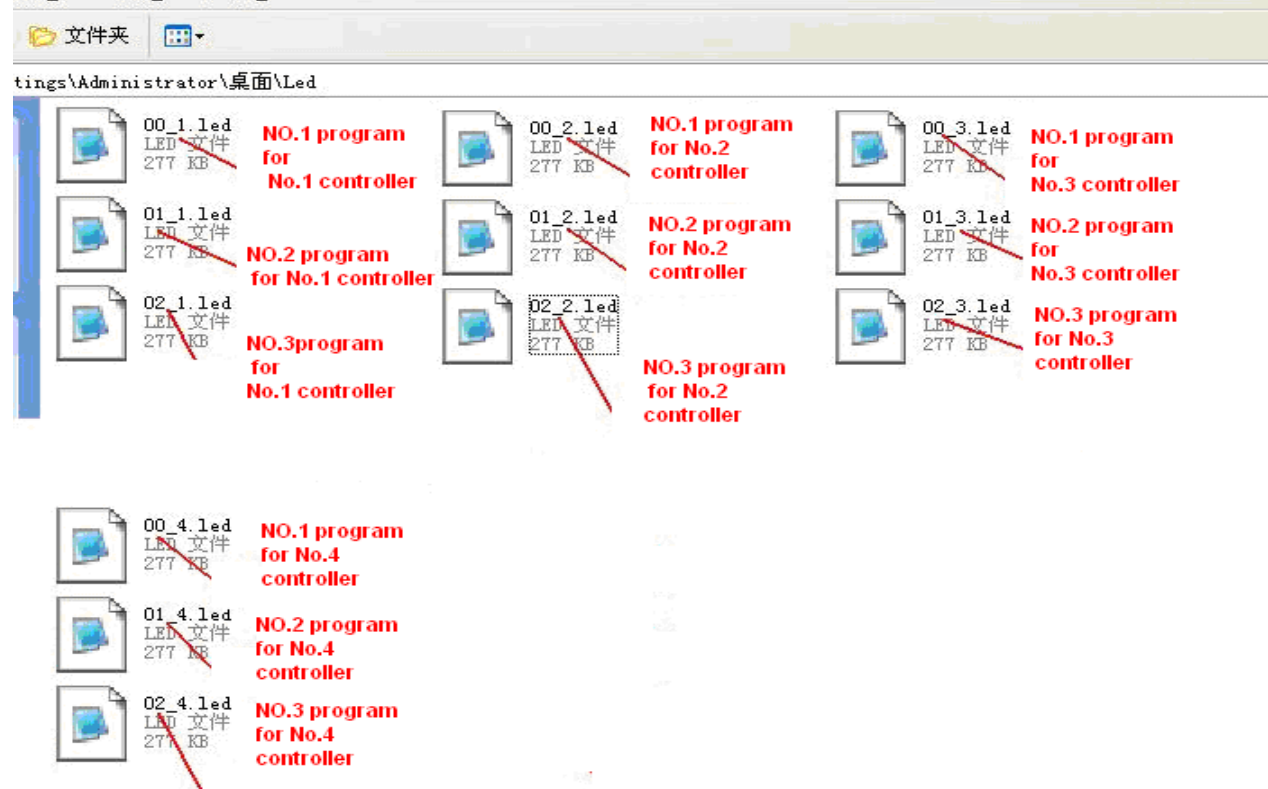 文件夹
tings\Administrator\桌面\Led
00_1.led
LED 文件
277 KB
NO.1 program
for
No.1 controller
00_2.led
LED 文件
277 KB
NO.1 program
for No.2
controller
00_3.led
LED 文件
277 KB
NO.1 program
for
No.3 controller
01_1.led
LED 文件
277 KB
NO.2 program
for No.1 controller
01_2.led
LED 文件
277 KB
NO.2 program
for No.2
controller
01_3.led
LED 文件
277 KB
NO.2 program
for
No.3 controller
02_1.led
LED 文件
277 KB
NO.3program
for
No.1 controller
02_2.led
LED 文件
277 KB
NO.3 program
for No.2
controller
02_3.led
LED 文件
277 KB
NO.3 program
for No.3
controller
00_4.led
LED 文件
277 KB
NO.1 program
for No.4
controller
01_4.led
LED 文件
277 KB
NO.2 program
for No.4
controller
02_4.led
LED 文件
277 KB
NO.3 program
for No.4
controller